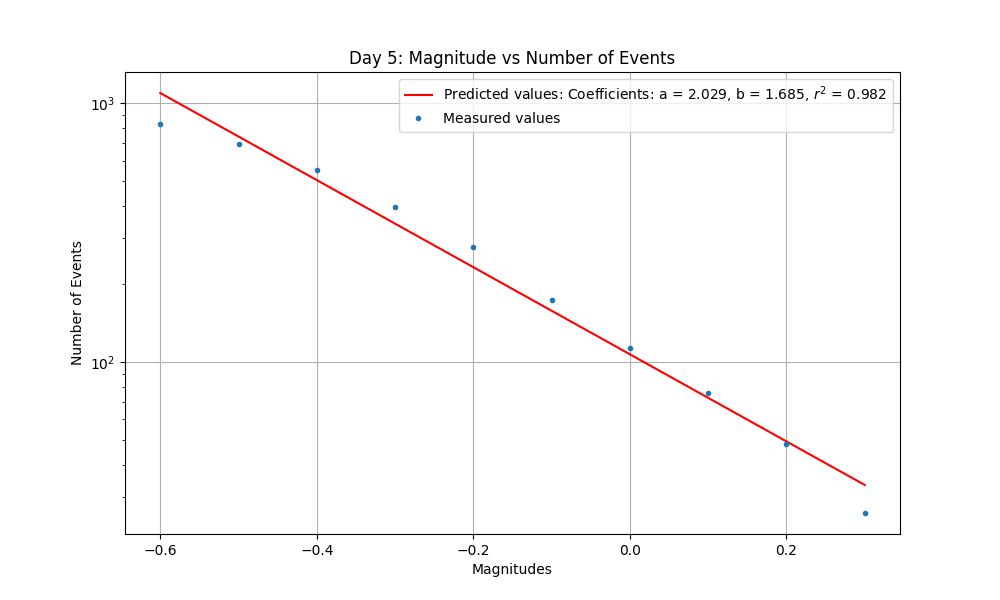 Day 5: Magnitude vs Number of Events
Predicted values: Coefficients: a = 2.029, b = 1.685, r² = 0.982
Measured values
Number of Events
10³
10²
−0.6
−0.4
−0.2
0.0
0.2
Magnitudes